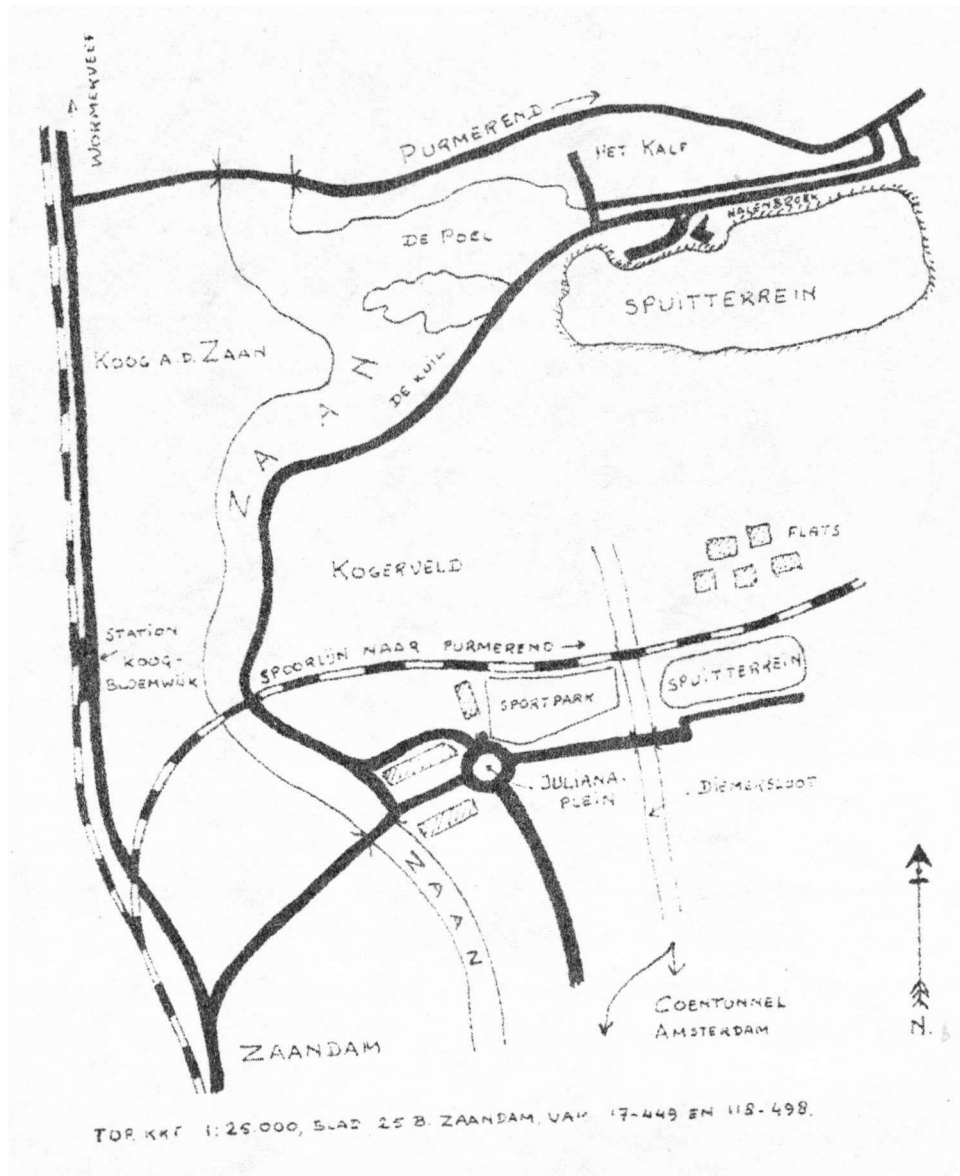 WORMERVEER
PURMEREND
HET KALF
HALENBROEK
DE POEL
SPUITTERREIN
KOOG A.D. ZAAN
DE KUIL
ZAAN
FLATS
KOGERVELD
STATION
KOOG-
BLOEMWIJK
SPOORLIJN NAAR PURMEREND
SPORTPARK
SPUITTERREIN
JULIANA-
PLEIN
DIEMERSLOOT
ZAAN
COENTUNNEL
AMSTERDAM
N.
ZAANDAM
TOP. KRT 1:25.000, BLAD 25 B. ZAANDAM, VAK 17-449 EN 118-498.